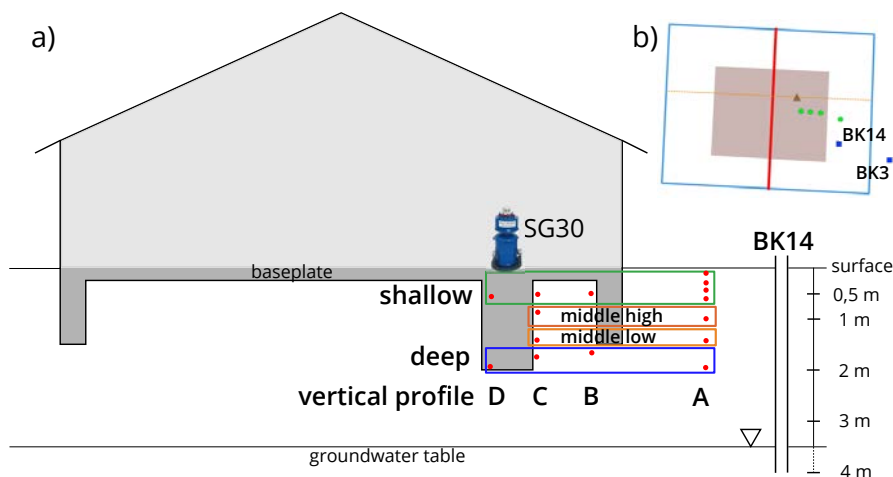 a)
b)
BK14
BK3
SG30
BK14
baseplate
surface
shallow
0,5 m
middle high
1 m
middle low
deep
2 m
vertical profile D C B A
3 m
groundwater table
4 m